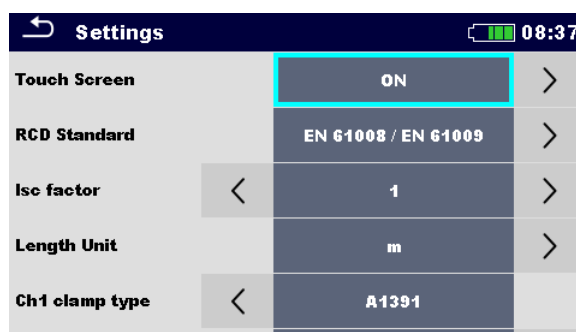 Settings 08:37
Touch Screen ON
RCD Standard EN 61008 / EN 61009
Isc factor 1
Length Unit m
Ch1 clamp type A1391